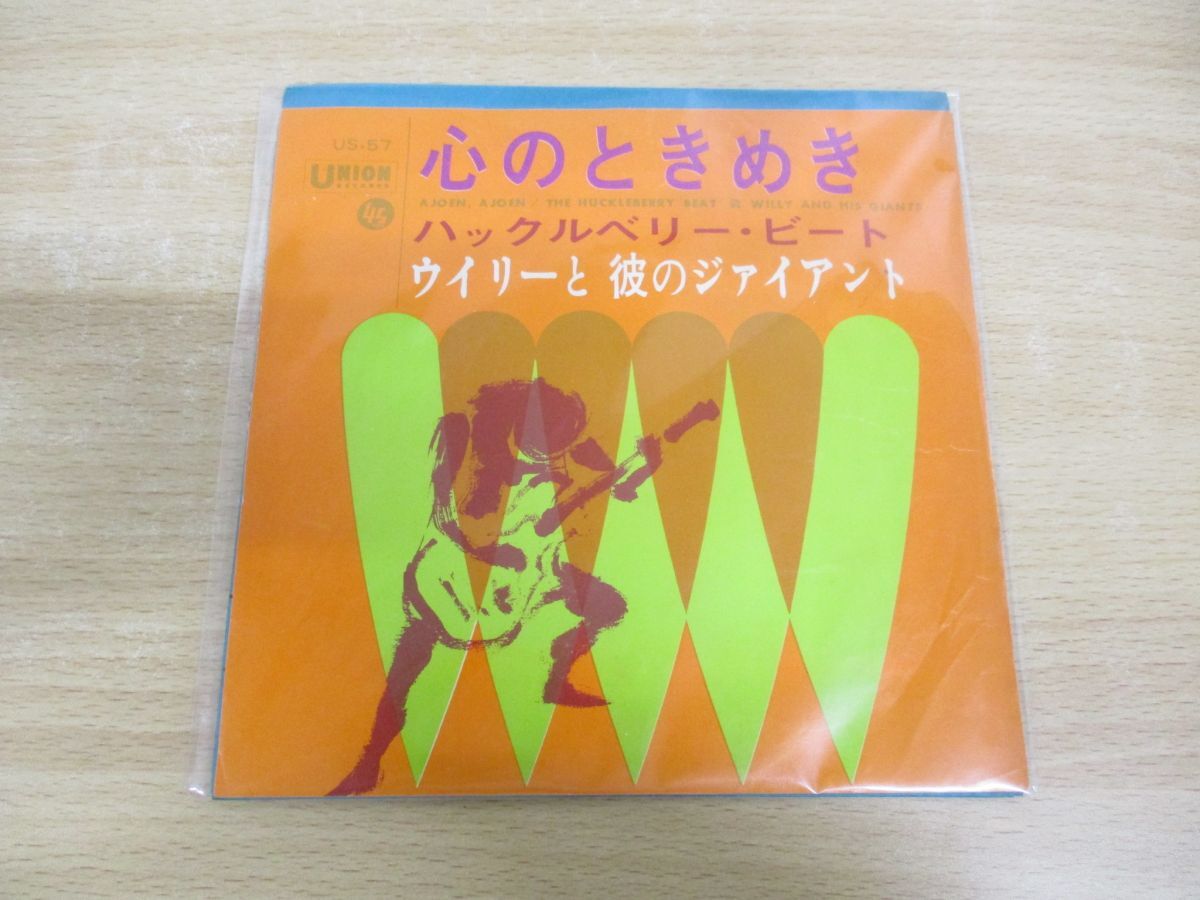 US-57
UNION
RECORDS
45
心のときめき
AJOEN, AJOEN / THE HUCKLEBERRY BEAT WILLY AND HIS GIANTS
ハックルベリー・ビート
ウイリーと 彼のジァイアント